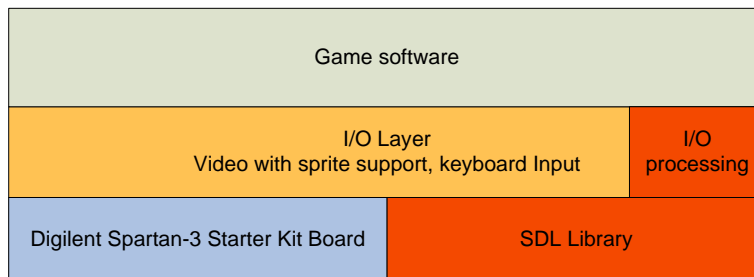 Game software
I/O Layer
Video with sprite support, keyboard Input
I/O
processing
Digilent Spartan-3 Starter Kit Board
SDL Library